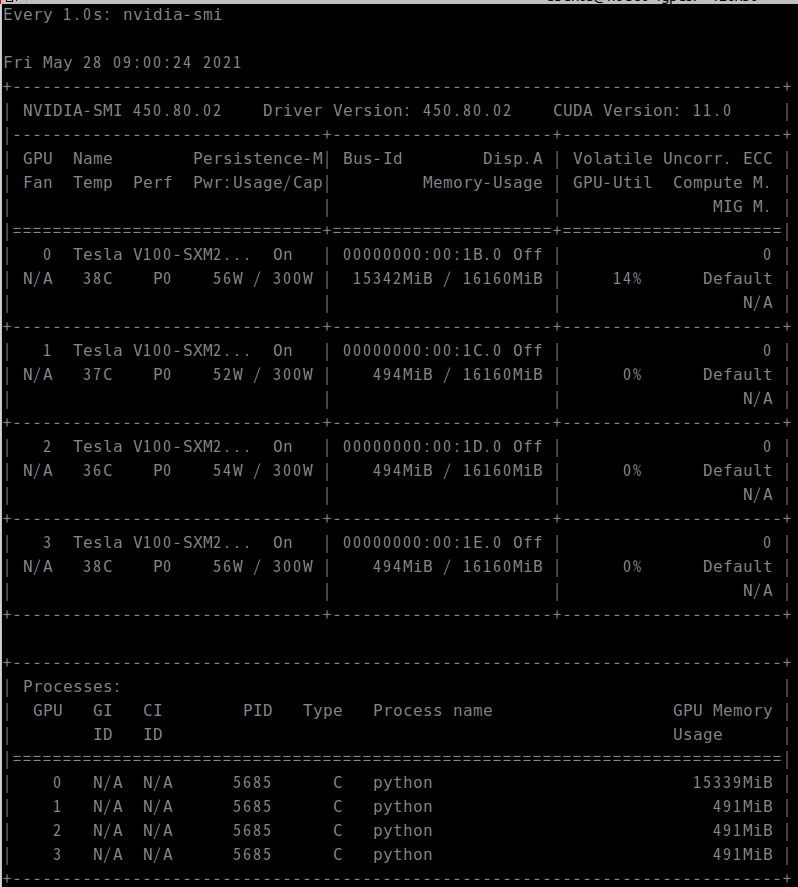 Every 1.0s: nvidia-smi
Fri May 28 09:00:24 2021
+-----------------------------------------------------------------------------+
| NVIDIA-SMI 450.80.02    Driver Version: 450.80.02    CUDA Version: 11.0     |
|-------------------------------+----------------------+----------------------+
| GPU  Name        Persistence-M| Bus-Id        Disp.A | Volatile Uncorr. ECC |
| Fan  Temp  Perf  Pwr:Usage/Cap|         Memory-Usage | GPU-Util  Compute M. |
|                               |                      |               MIG M. |
|===============================+======================+======================|
|   0  Tesla V100-SXM2...  On   | 00000000:00:1B.0 Off |                    0 |
| N/A   38C    P0    56W / 300W |  15342MiB / 16160MiB |     14%      Default |
|                               |                      |                  N/A |
+-------------------------------+----------------------+----------------------+
|   1  Tesla V100-SXM2...  On   | 00000000:00:1C.0 Off |                    0 |
| N/A   37C    P0    52W / 300W |    494MiB / 16160MiB |      0%      Default |
|                               |                      |                  N/A |
+-------------------------------+----------------------+----------------------+
|   2  Tesla V100-SXM2...  On   | 00000000:00:1D.0 Off |                    0 |
| N/A   36C    P0    54W / 300W |    494MiB / 16160MiB |      0%      Default |
|                               |                      |                  N/A |
+-------------------------------+----------------------+----------------------+
|   3  Tesla V100-SXM2...  On   | 00000000:00:1E.0 Off |                    0 |
| N/A   38C    P0    56W / 300W |    494MiB / 16160MiB |      0%      Default |
|                               |                      |                  N/A |
+-------------------------------+----------------------+----------------------+
+-----------------------------------------------------------------------------+
| Processes:                                                                  |
|  GPU   GI   CI        PID   Type   Process name                  GPU Memory |
|        ID   ID                                                   Usage      |
|=============================================================================|
|    0   N/A  N/A      5685      C   python                          15339MiB |
|    1   N/A  N/A      5685      C   python                            491MiB |
|    2   N/A  N/A      5685      C   python                            491MiB |
|    3   N/A  N/A      5685      C   python                            491MiB |
+-----------------------------------------------------------------------------+